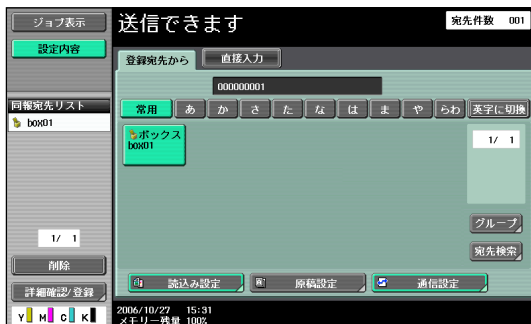 ジョブ表示
設定内容
送信できます
宛先件数 001
登録宛先から
直接入力
000000001
常用 あ か さ た な は ま や らわ 英字に切換
同報宛先リスト
box01
ボックス
box01
1/ 1
グループ
宛先検索
1/ 1
削除
詳細確認/登録
読込み設定
原稿設定
通信設定
Y M C K
2006/10/27 15:31
メモリー残量 100%